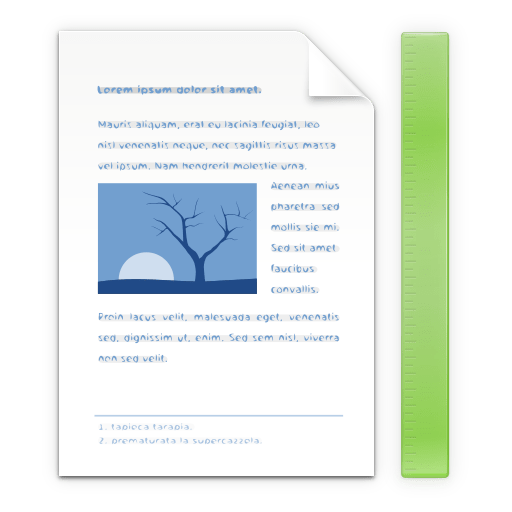 Lorem ipsum dolor sit amet.
Mauris aliquam, erat eu lacinia feugiat, leo
nisl venenatis neque, nec sagittis risus massa
vel ipsum. Nam hendrerit molestie urna.
Aenean mius
pharetra sed
mollis sie mi.
Sed sit amet
faucibus
convallis.
Proin lacus velit, malesuada eget, venenatis
sed, dignissim ut, enim. Sed sem nisl, viverra
non sed velit.
1. tapioca tarapia.
2. prematurata la supercazzola.